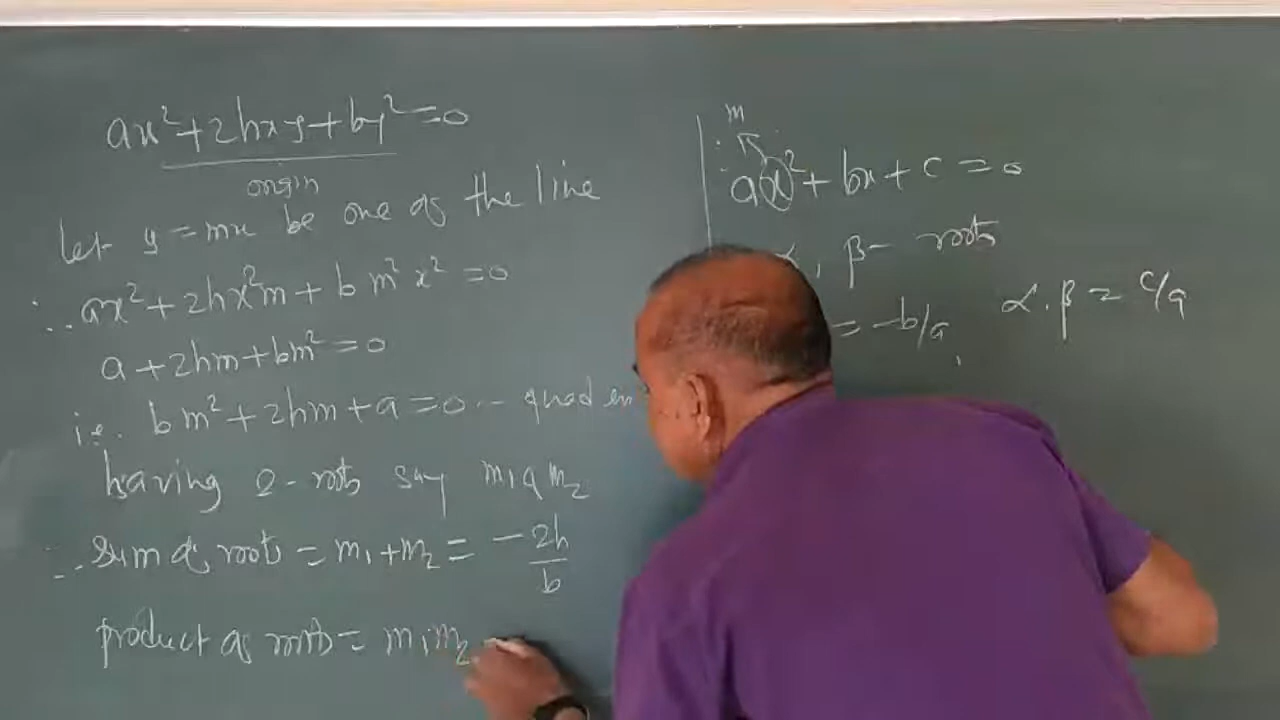 ax²+2hxy+by²=0
origin
let y=mx be one of the line
∴ ax²+2hx²m+bm²x²=0
a+2hm+bm²=0
i.e. bm²+2hm+a=0 -- quad en
having 2-roots say m₁ & m₂
∴ sum of roots = m₁+m₂ = -2h/b
product of roots = m₁m₂
m
ax²+bx+c=0
α, β - roots
= -b/a, α.β = c/a